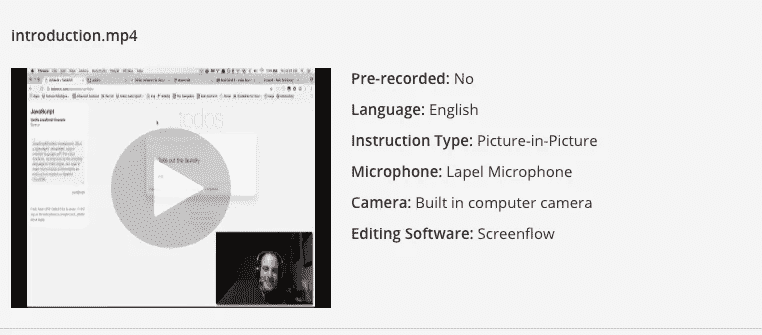 introduction.mp4
Pre-recorded: No
Language: English
Instruction Type: Picture-in-Picture
Microphone: Lapel Microphone
Camera: Built in computer camera
Editing Software: Screenflow
JavaScript
todos
Take out the laundry